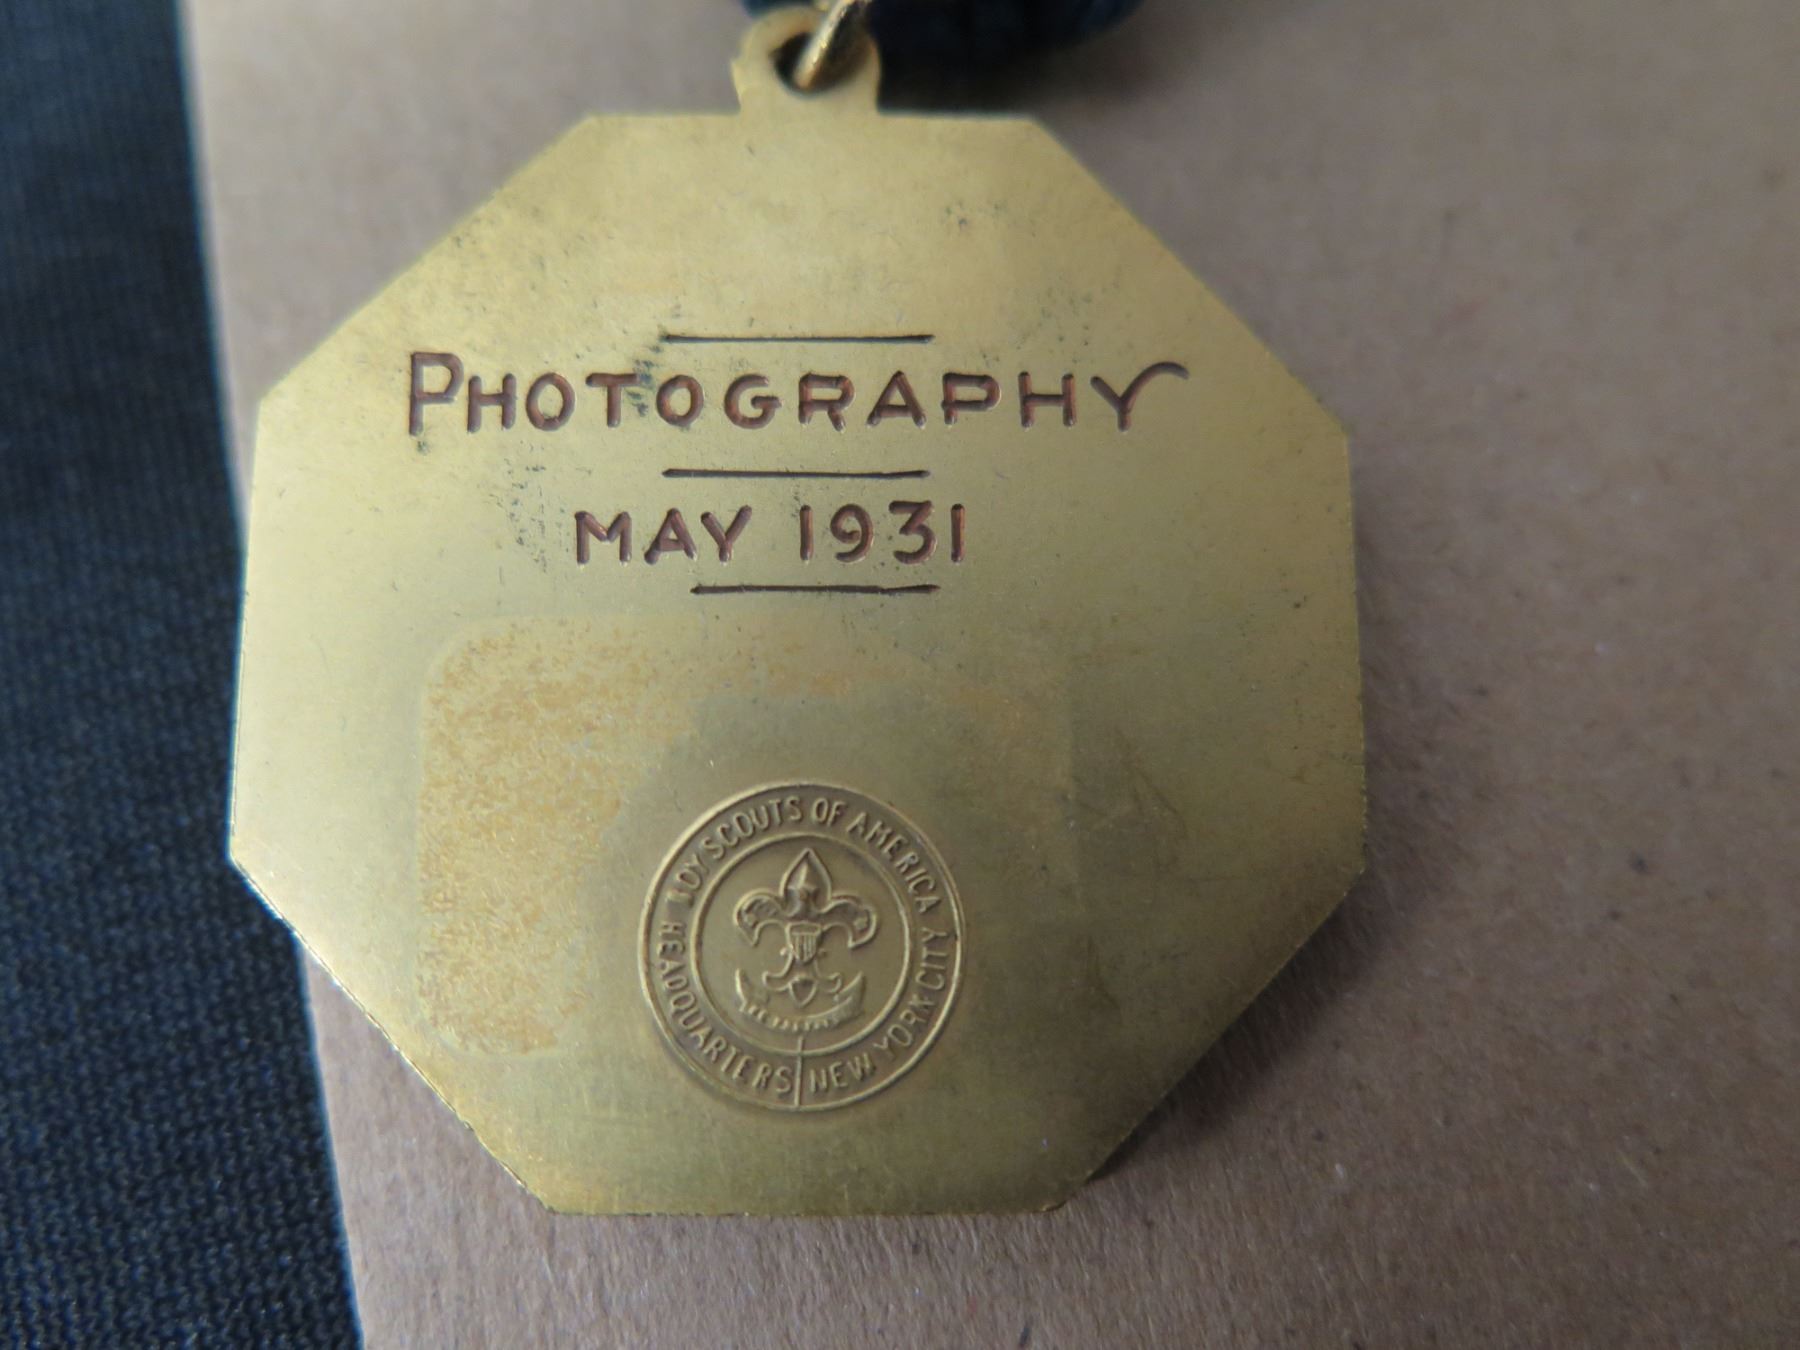 PHOTOGRAPHY
MAY 1931
BOY SCOUTS OF AMERICA
HEADQUARTERS | NEW YORK CITY